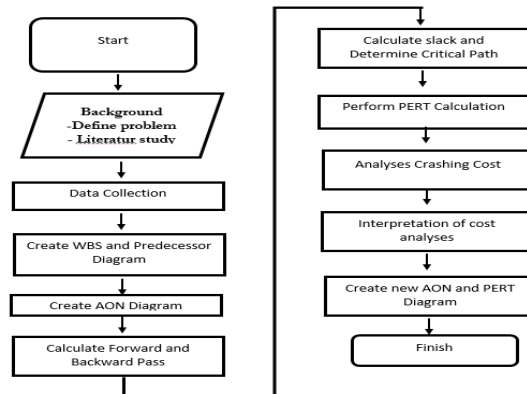 Start
Background
-Define problem
- Literatur study
Data Collection
Create WBS and Predecessor
Diagram
Create AON Diagram
Calculate Forward and
Backward Pass
Calculate slack and
Determine Critical Path
Perform PERT Calculation
Analyses Crashing Cost
Interpretation of cost
analyses
Create new AON and PERT
Diagram
Finish